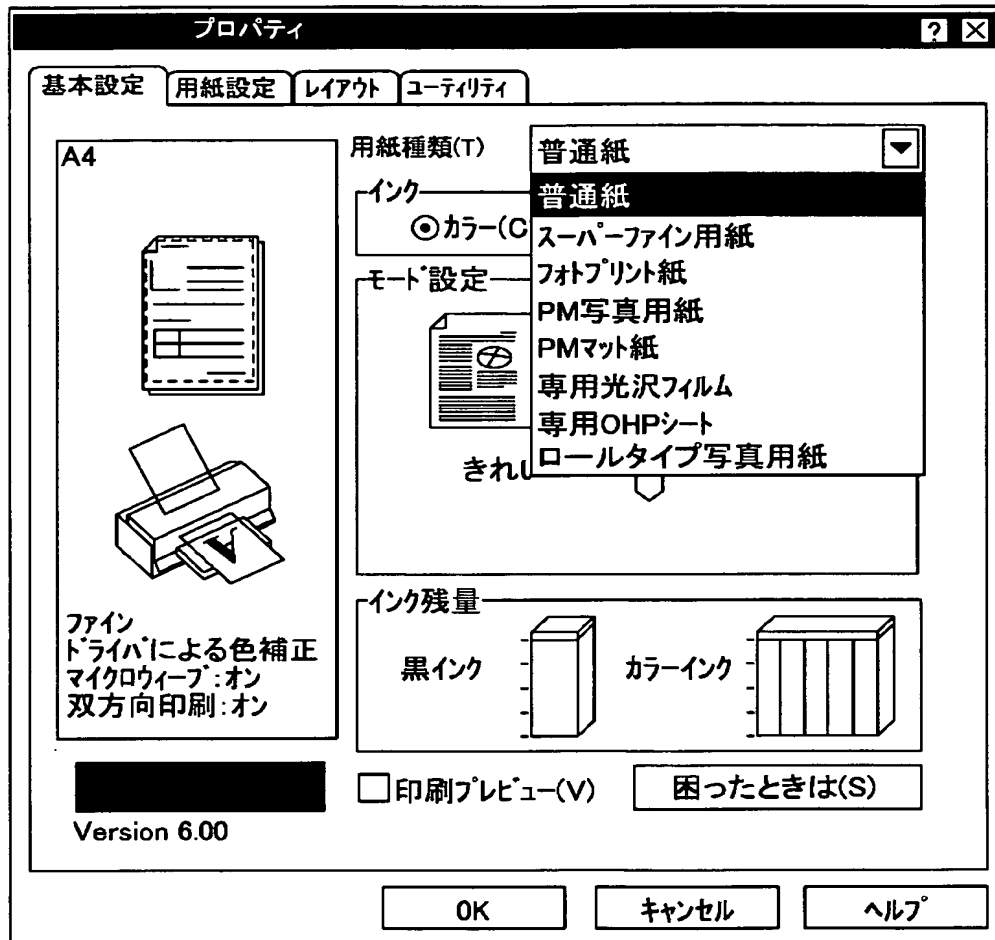 プロパティ
基本設定 用紙設定 レイアウト ユーティリティ
A4
用紙種類(T) 普通紙
普通紙
スーパーファイン用紙
フォトプリント紙
PM写真用紙
PMマット紙
専用光沢フィルム
専用OHPシート
ロールタイプ写真用紙
インク
カラー(C
モード設定
きれい
ファイン
ドライバによる色補正
マイクロウィーブ:オン
双方向印刷:オン
インク残量
黒インク カラーインク
Version 6.00
印刷プレビュー(V) 困ったときは(S)
OK キャンセル ヘルプ